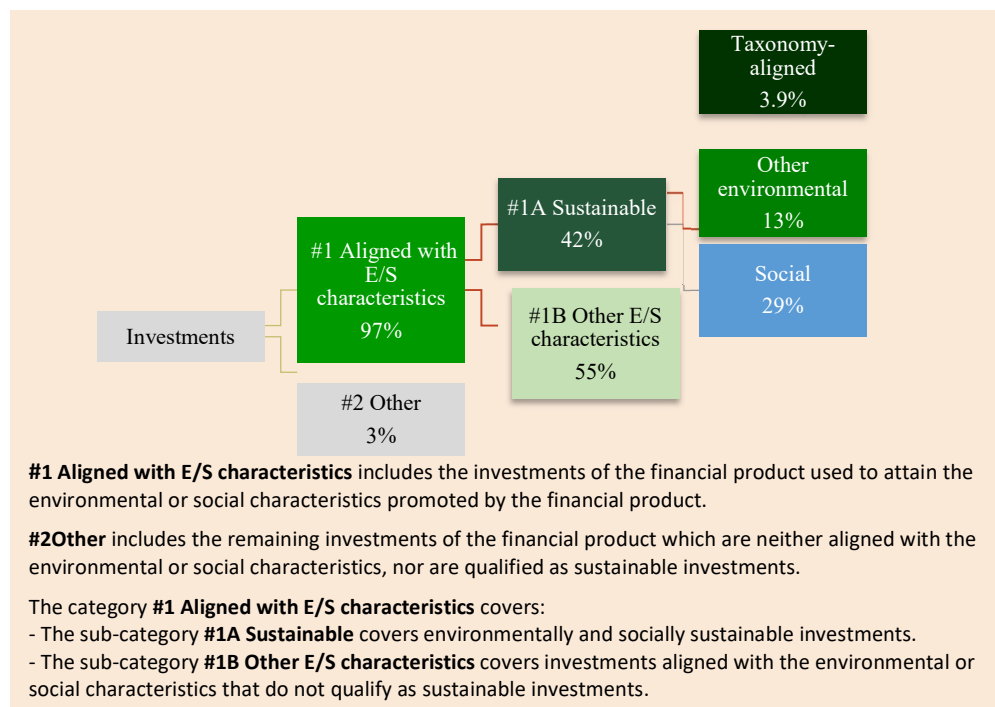 Taxonomy-
aligned
3.9%
Other
environmental
13%
#1A Sustainable
42%
#1 Aligned with
E/S
characteristics
97%
Social
29%
#1B Other E/S
characteristics
55%
Investments
#2 Other
3%
#1 Aligned with E/S characteristics includes the investments of the financial product used to attain the
environmental or social characteristics promoted by the financial product.
#2Other includes the remaining investments of the financial product which are neither aligned with the
environmental or social characteristics, nor are qualified as sustainable investments.
The category #1 Aligned with E/S characteristics covers:
- The sub-category #1A Sustainable covers environmentally and socially sustainable investments.
- The sub-category #1B Other E/S characteristics covers investments aligned with the environmental or
social characteristics that do not qualify as sustainable investments.